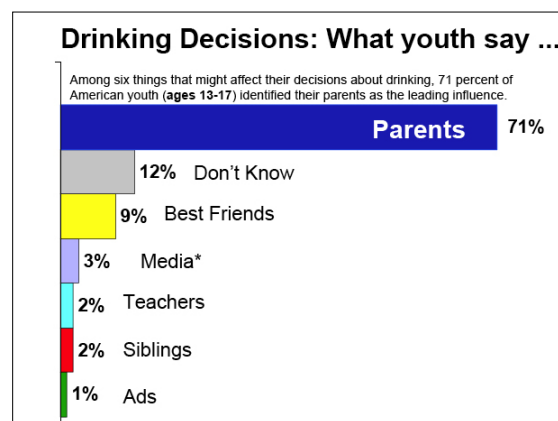 Drinking Decisions: What youth say ...
Among six things that might affect their decisions about drinking, 71 percent of
American youth (ages 13-17) identified their parents as the leading influence.
Parents 71%
12% Don't Know
9% Best Friends
3% Media*
2% Teachers
2% Siblings
1% Ads